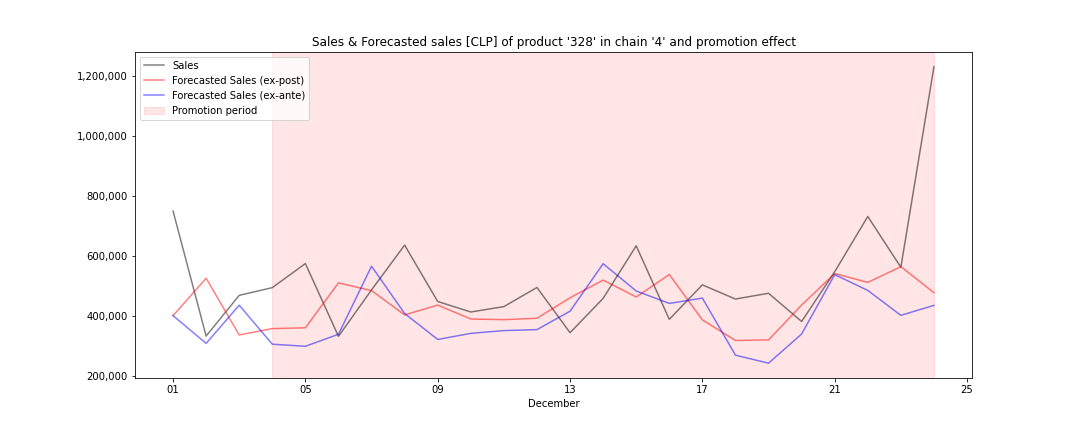 Sales & Forecasted sales [CLP] of product '328' in chain '4' and promotion effect
Sales
Forecasted Sales (ex-post)
Forecasted Sales (ex-ante)
Promotion period
1,200,000
1,000,000
800,000
600,000
400,000
200,000
01 05 09 13 17 21 25
December